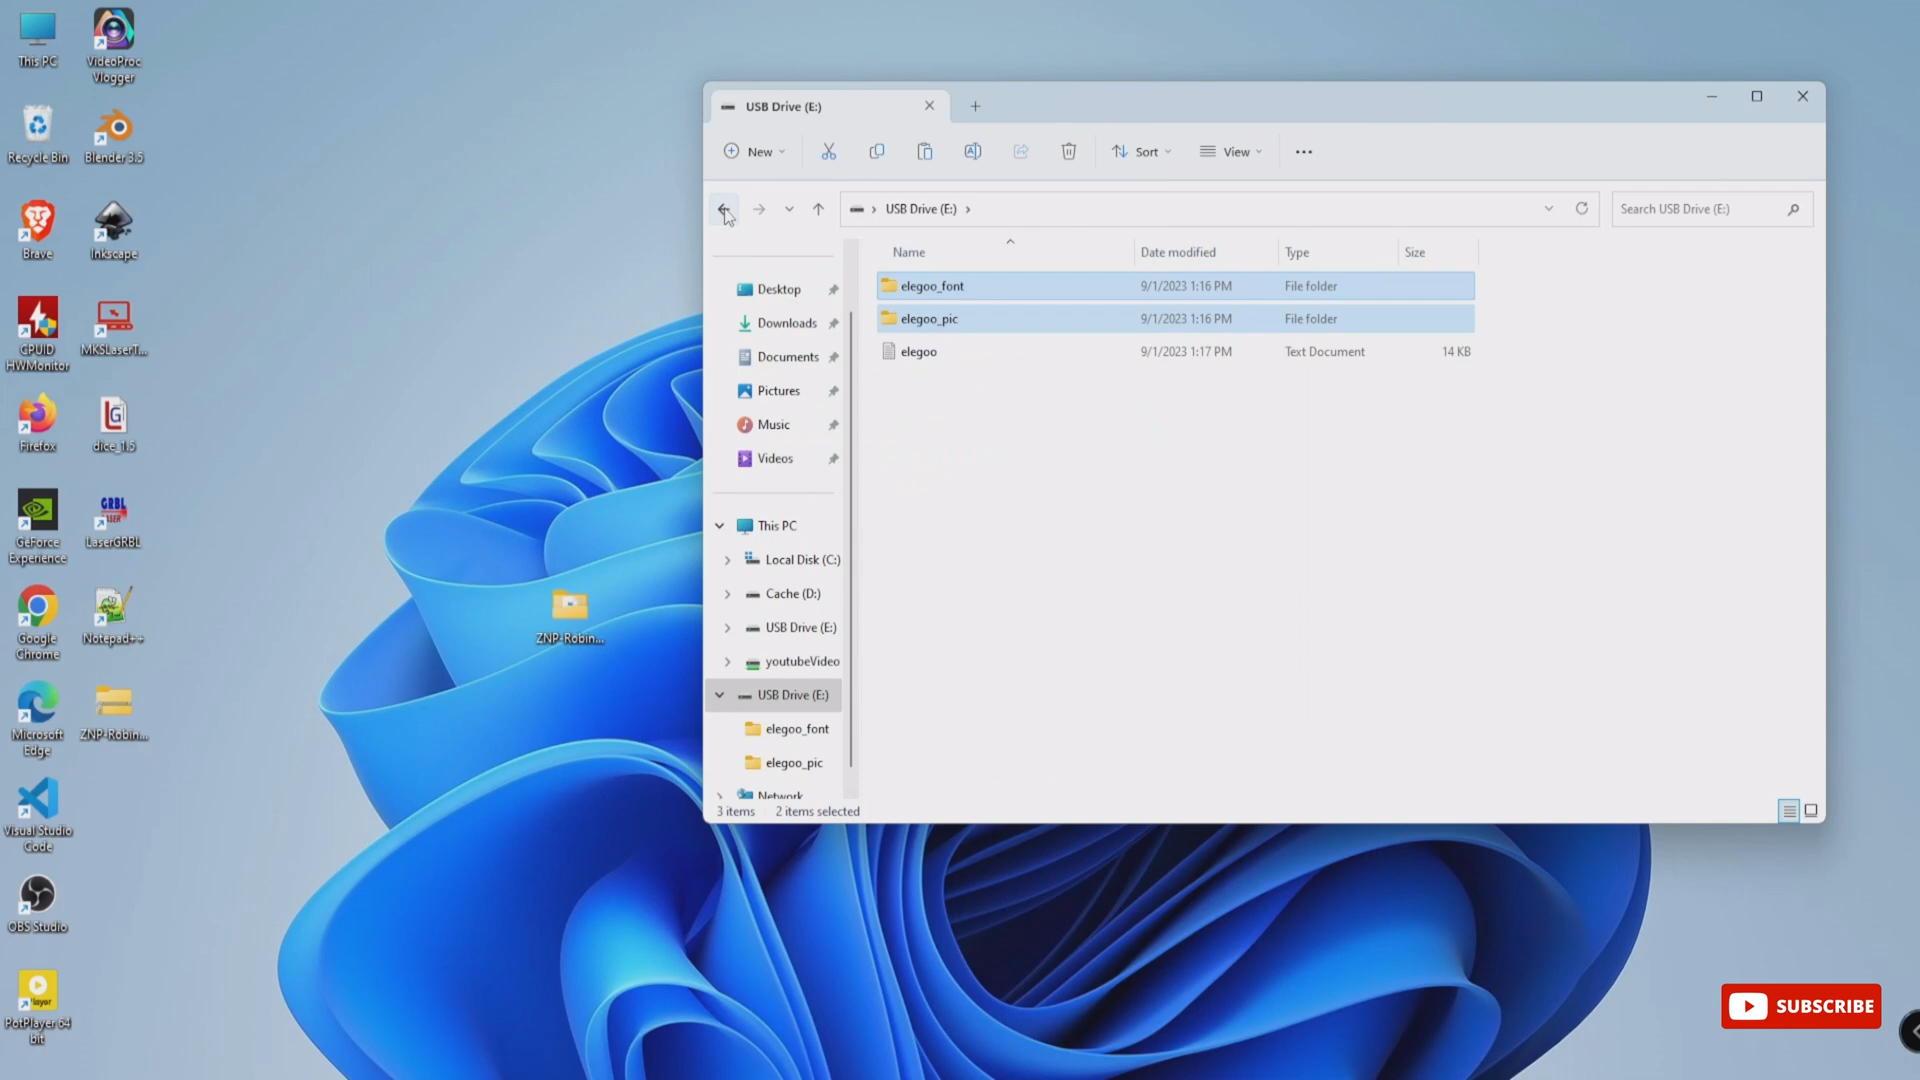 This PC
VideoProc
Vlogger
Recycle Bin
Blender 3.5
Brave
Inkscape
CPUID
HWMonitor
MKSLaserT...
Firefox
dice_1.5
GeForce
Experience
GRBL
LASER
LaserGRBL
Google
Chrome
Notepad++
Microsoft
Edge
ZNP-Robin...
Visual Studio
Code
OBS Studio
Player
PotPlayer 64
bit
ZNP-Robin...
USB Drive (E:)
New
Sort
View
USB Drive (E:)
Search USB Drive (E:)
Name
Date modified
Type
Size
elegoo_font
9/1/2023 1:16 PM
File folder
elegoo_pic
9/1/2023 1:16 PM
File folder
elegoo
9/1/2023 1:17 PM
Text Document
14 KB
Desktop
Downloads
Documents
Pictures
Music
Videos
This PC
Local Disk (C:)
Cache (D:)
USB Drive (E:)
youtubeVideo
USB Drive (E:)
elegoo_font
elegoo_pic
Network
3 items
2 items selected
SUBSCRIBE